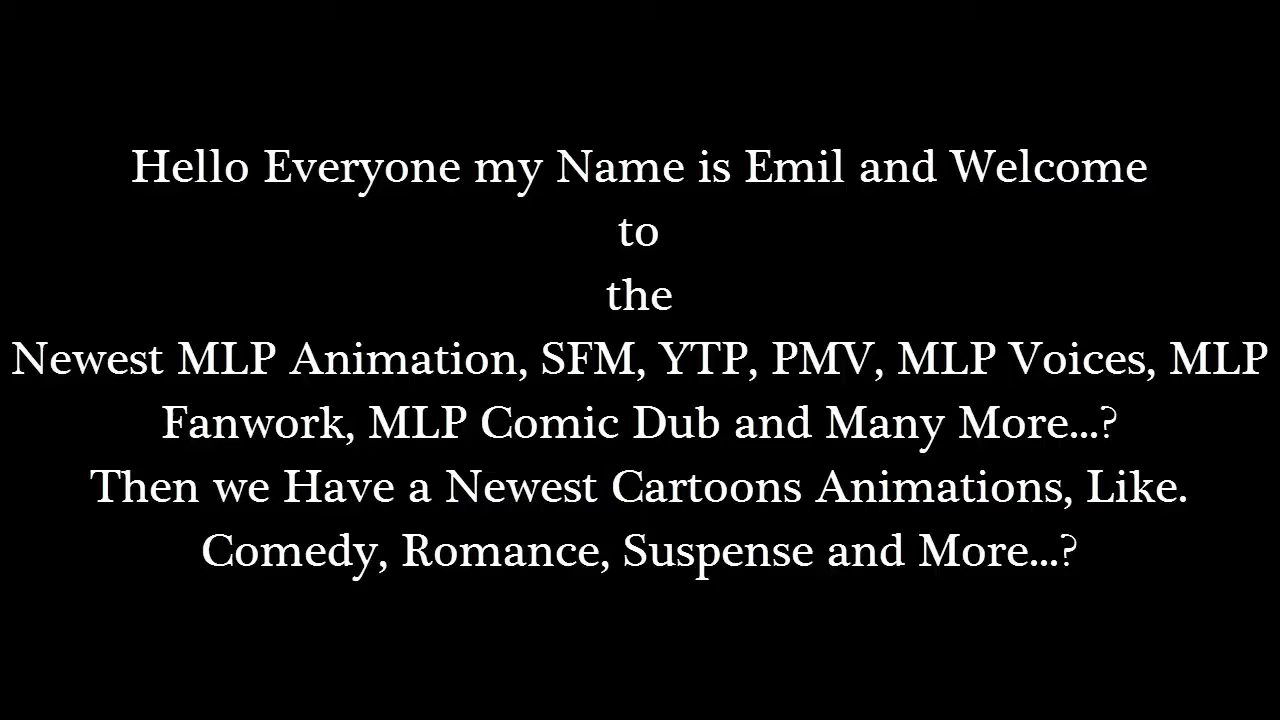 Hello Everyone my Name is Emil and Welcome
to
the
Newest MLP Animation, SFM, YTP, PMV, MLP Voices, MLP
Fanwork, MLP Comic Dub and Many More...?
Then we Have a Newest Cartoons Animations, Like.
Comedy, Romance, Suspense and More...?